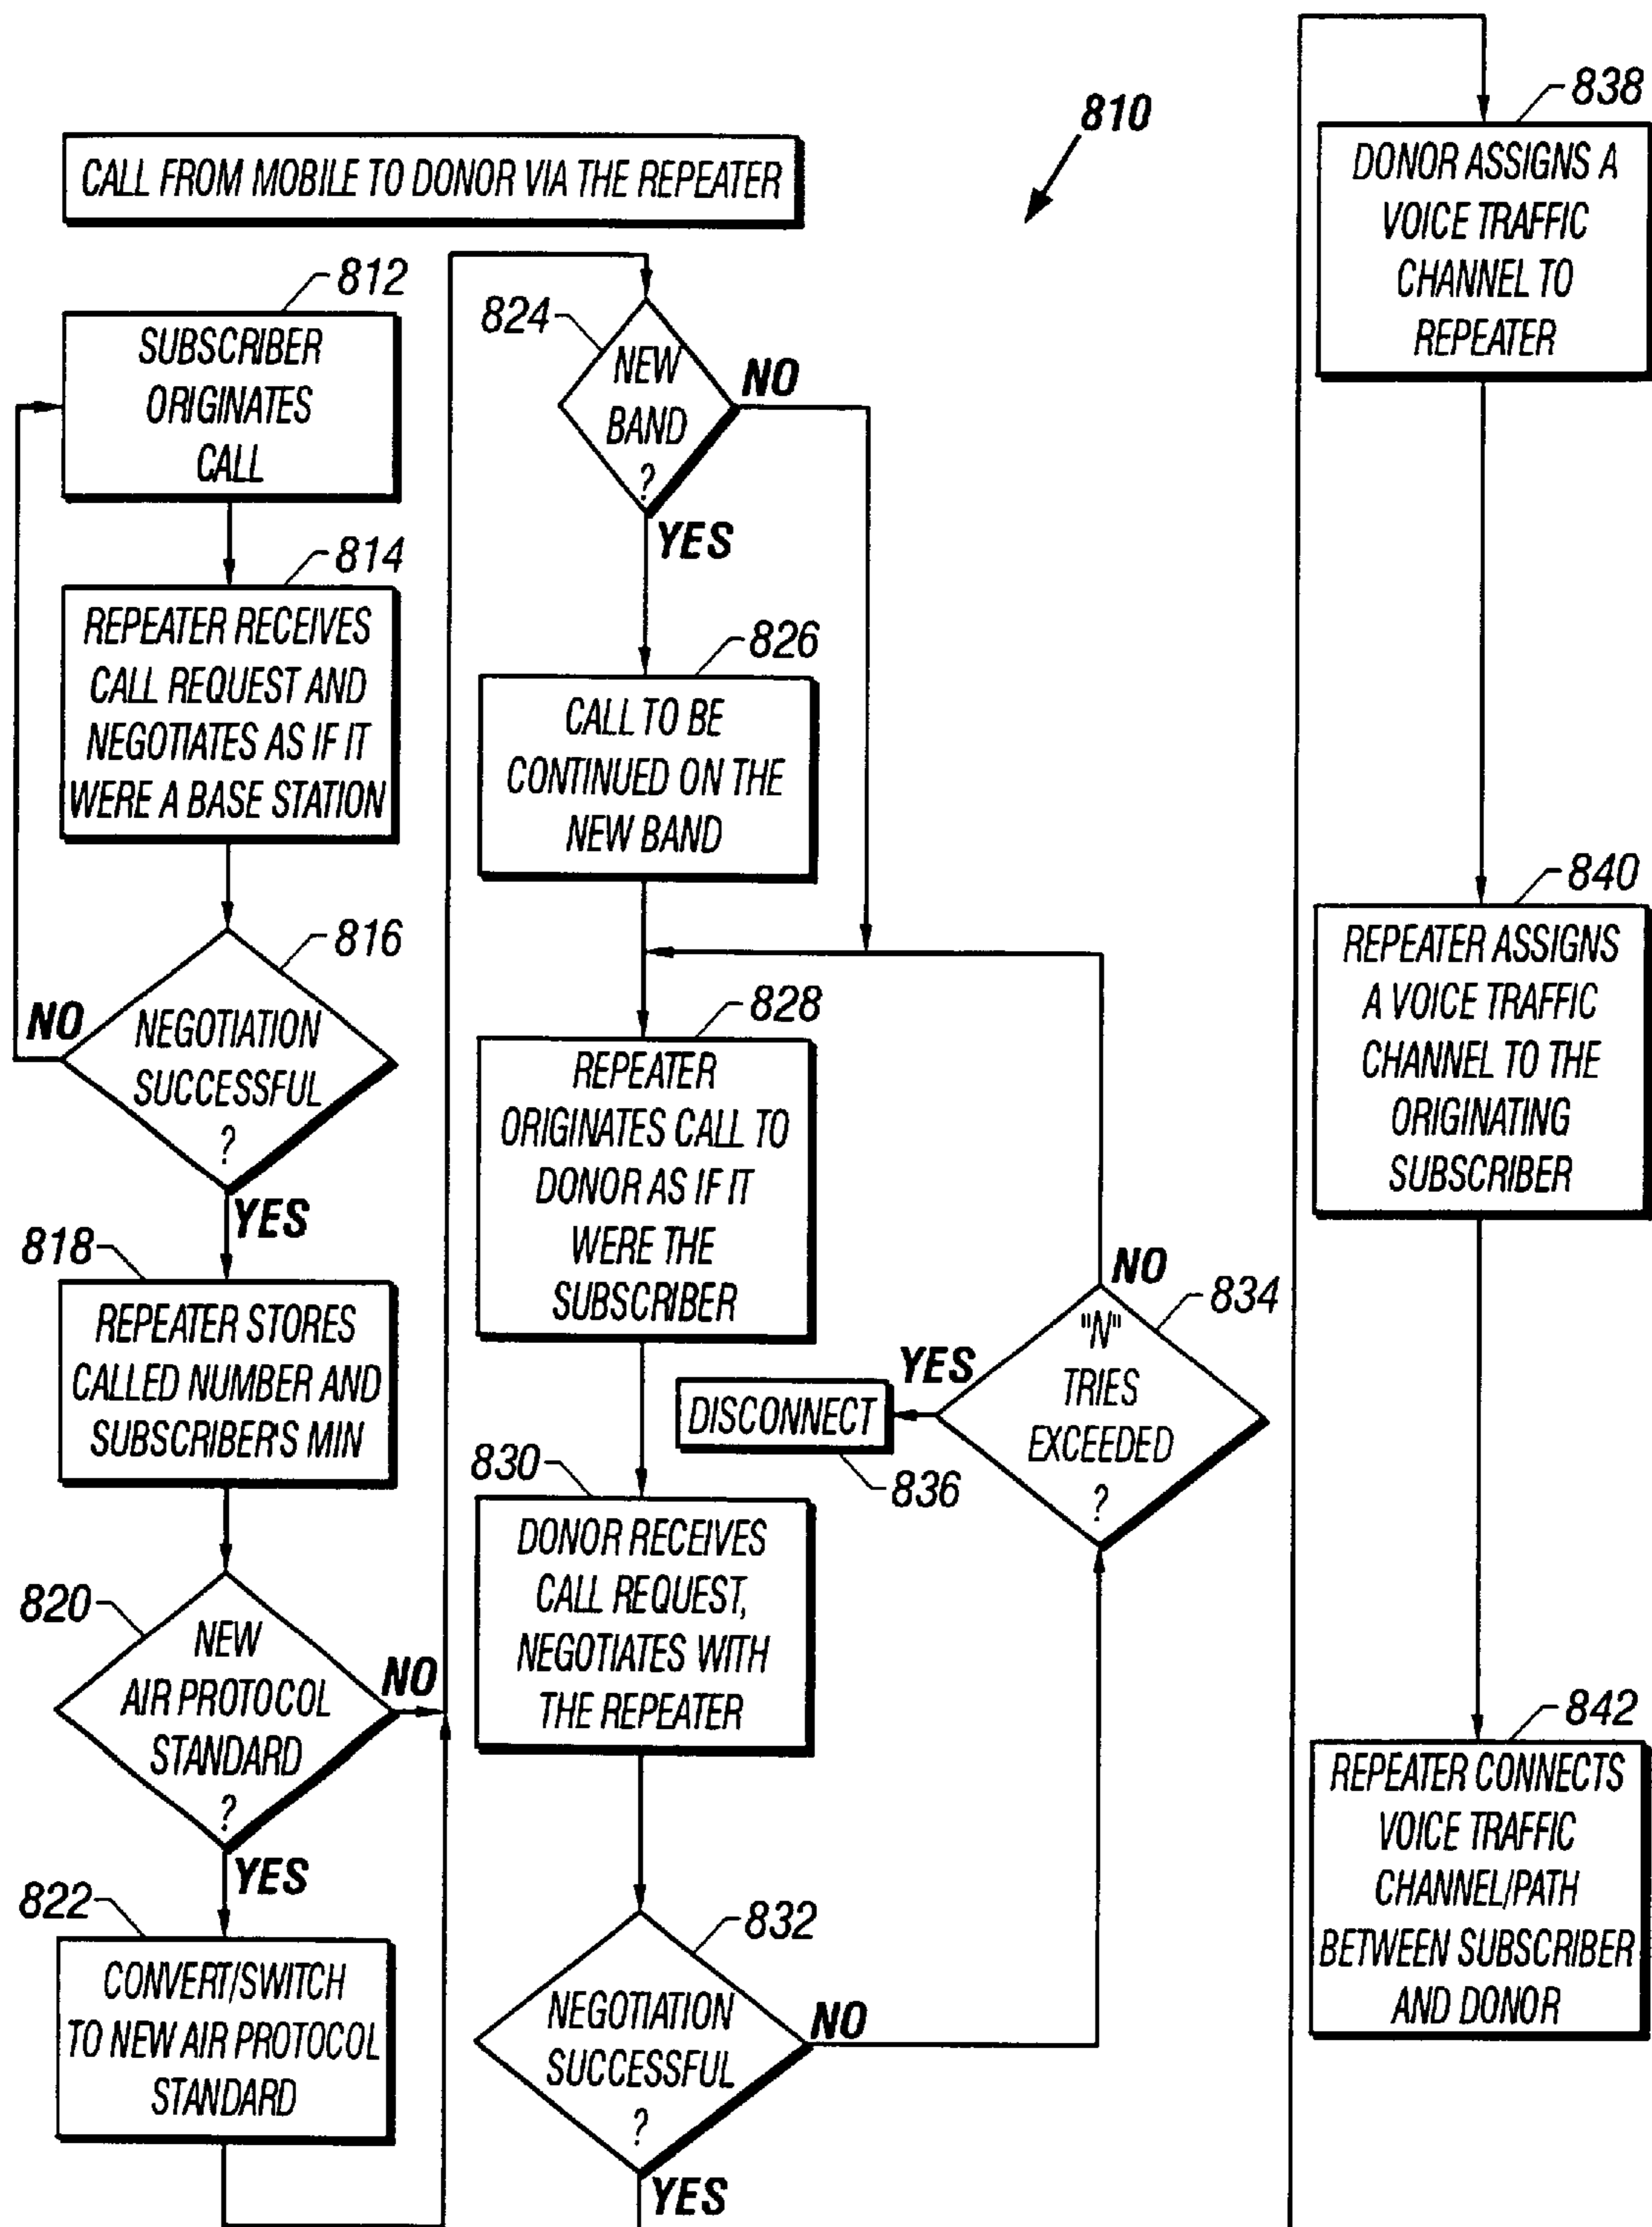 810
CALL FROM MOBILE TO DONOR VIA THE REPEATER
812
SUBSCRIBER
ORIGINATES
CALL
814
REPEATER RECEIVES
CALL REQUEST AND
NEGOTIATES AS IF IT
WERE A BASE STATION
816
NO
NEGOTIATION
SUCCESSFUL
?
YES
818
REPEATER STORES
CALLED NUMBER AND
SUBSCRIBER'S MIN
820
NEW
AIR PROTOCOL
STANDARD
?
NO
YES
822
CONVERT/SWITCH
TO NEW AIR PROTOCOL
STANDARD
824
NEW
BAND
?
NO
YES
826
CALL TO BE
CONTINUED ON THE
NEW BAND
828
REPEATER
ORIGINATES CALL TO
DONOR AS IF IT
WERE THE
SUBSCRIBER
830
DONOR RECEIVES
CALL REQUEST,
NEGOTIATES WITH
THE REPEATER
832
NEGOTIATION
SUCCESSFUL
?
NO
YES
NO
834
"N"
TRIES
EXCEEDED
?
YES
DISCONNECT
836
838
DONOR ASSIGNS A
VOICE TRAFFIC
CHANNEL TO
REPEATER
840
REPEATER ASSIGNS
A VOICE TRAFFIC
CHANNEL TO THE
ORIGINATING
SUBSCRIBER
842
REPEATER CONNECTS
VOICE TRAFFIC
CHANNEL/PATH
BETWEEN SUBSCRIBER
AND DONOR